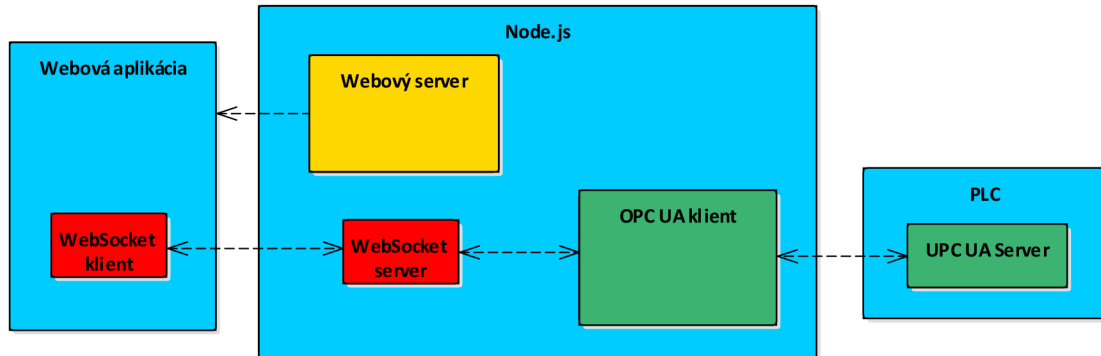 Node.js
Webová aplikácia
Webový server
PLC
OPC UA klient
WebSocket
klient
WebSocket
server
UPC UA Server